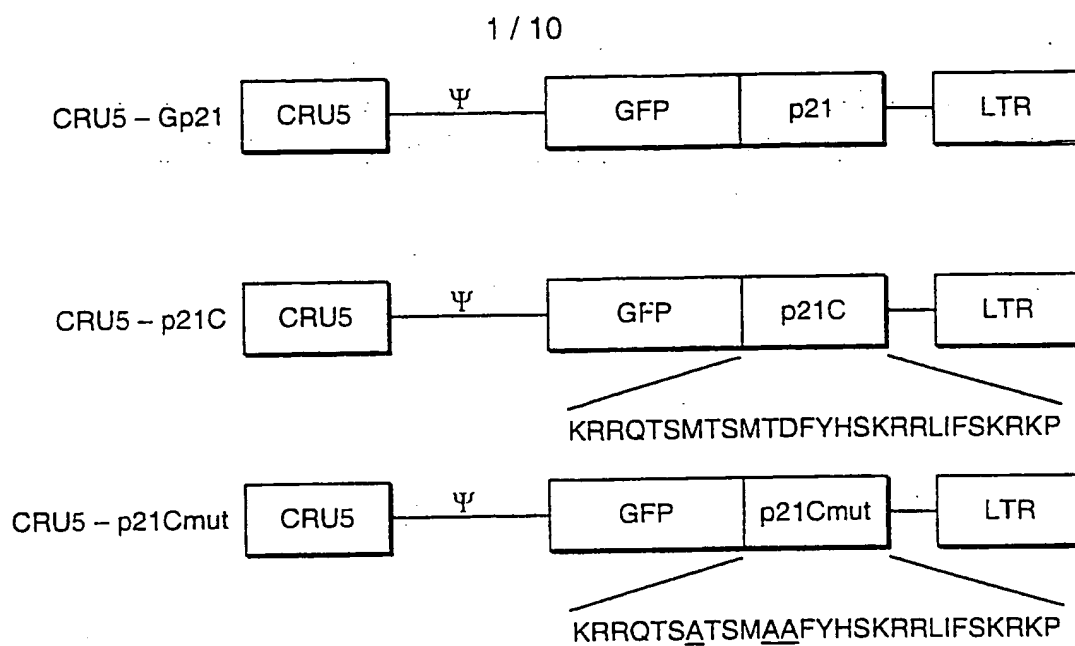 1 / 10
CRU5 – Gp21 CRU5 Ψ GFP p21 LTR
CRU5 – p21C CRU5 Ψ GFP p21C LTR
KRRQTSMTSMTDFYHSKRRLIFSKRKP
CRU5 – p21Cmut CRU5 Ψ GFP p21Cmut LTR
KRRQTSATSMAAFYHSKRRLIFSKRKP